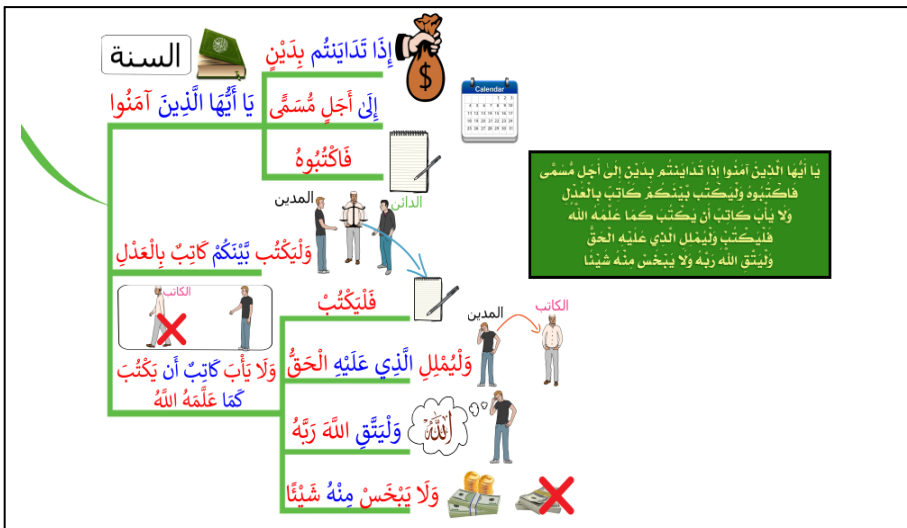 السنة
يَا أَيُّهَا الَّذِينَ آمَنُوا
إِذَا تَدَايَنتُم بِدَيْنٍ
إِلَىٰ أَجَلٍ مُّسَمًّى
فَاكْتُبُوهُ
Calendar
المدين
الدائن
وَلْيَكْتُب بَّيْنَكُمْ كَاتِبٌ بِالْعَدْلِ
الكاتب
وَلَا يَأْبَ كَاتِبٌ أَن يَكْتُبَ
كَمَا عَلَّمَهُ اللَّهُ
فَلْيَكْتُبْ
المدين
الكاتب
وَلْيُمْلِلِ الَّذِي عَلَيْهِ الْحَقُّ
وَلْيَتَّقِ اللَّهَ رَبَّهُ
الله
وَلَا يَبْخَسْ مِنْهُ شَيْئًا
يَا أَيُّهَا الَّذِينَ آمَنُوا إِذَا تَدَايَنتُم بِدَيْنٍ إِلَىٰ أَجَلٍ مُّسَمًّى
فَاكْتُبُوهُ وَلْيَكْتُب بَّيْنَكُمْ كَاتِبٌ بِالْعَدْلِ
وَلَا يَأْبَ كَاتِبٌ أَن يَكْتُبَ كَمَا عَلَّمَهُ اللَّهُ
فَلْيَكْتُبْ وَلْيُمْلِلِ الَّذِي عَلَيْهِ الْحَقُّ
وَلْيَتَّقِ اللَّهَ رَبَّهُ وَلَا يَبْخَسْ مِنْهُ شَيْئًا